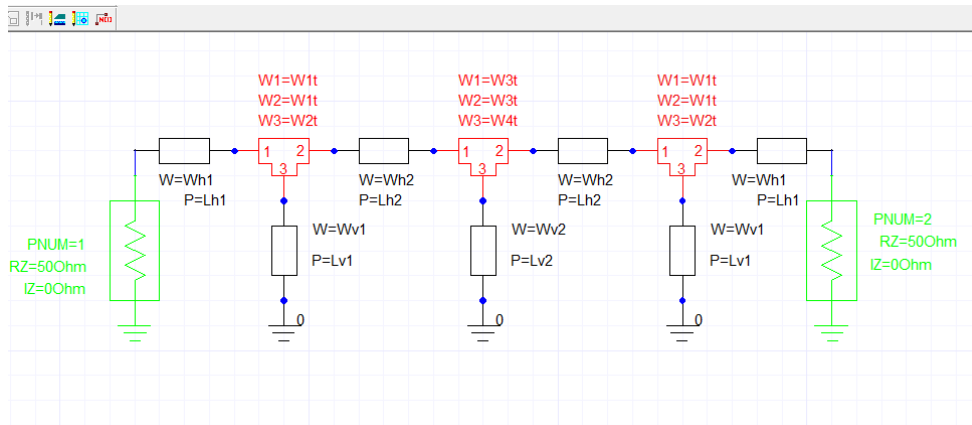 N[I]
W1=W1t
W2=W1t
W3=W2t
W1=W3t
W2=W3t
W3=W4t
W1=W1t
W2=W1t
W3=W2t
1 2
3
1 2
3
1 2
3
W=Wh1
P=Lh1
W=Wh2
P=Lh2
W=Wh2
P=Lh2
W=Wh1
P=Lh1
PNUM=1
RZ=50Ohm
IZ=0Ohm
W=Wv1
P=Lv1
W=Wv2
P=Lv2
W=Wv1
P=Lv1
PNUM=2
RZ=50Ohm
IZ=0Ohm
0
0
0